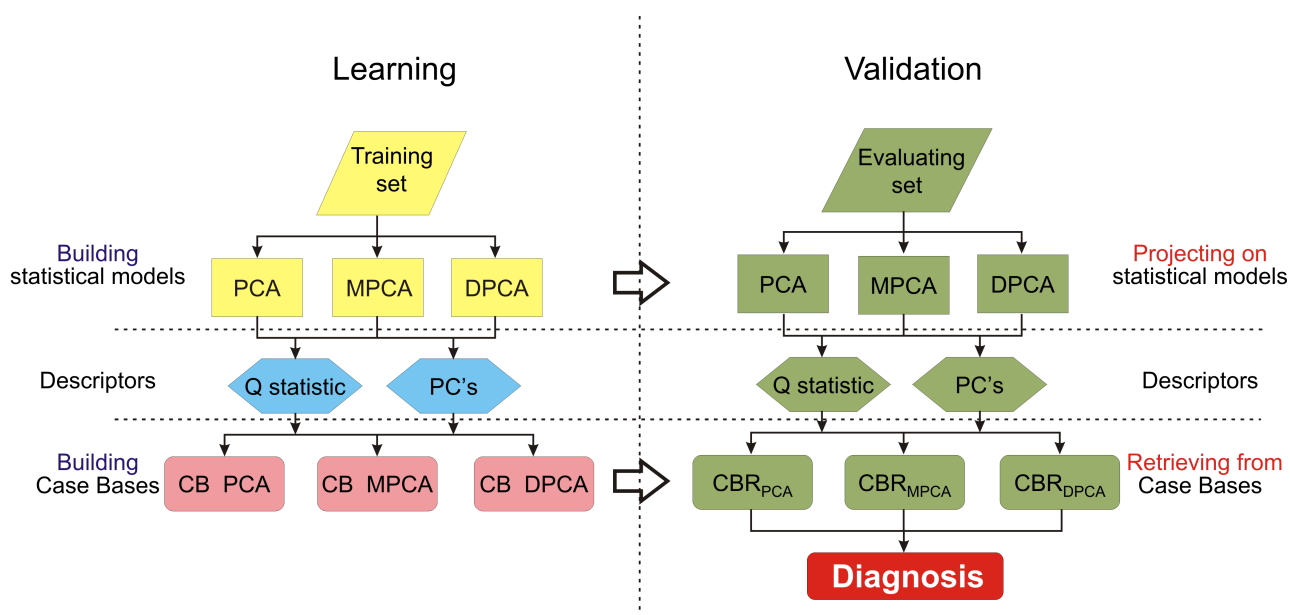 Learning
Validation
Training
set
Evaluating
set
Building
statistical models
PCA
MPCA
DPCA
PCA
MPCA
DPCA
Projecting on
statistical models
Descriptors
Q statistic
PC's
Q statistic
PC's
Descriptors
Building
Case Bases
CB PCA
CB MPCA
CB DPCA
CBRPCA
CBRMPCA
CBRDPCA
Retrieving from
Case Bases
Diagnosis